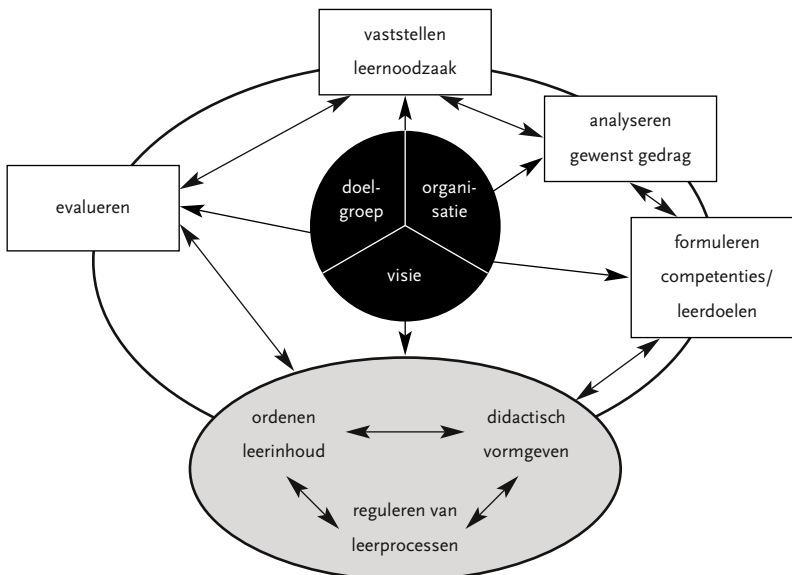 vaststellen
leernoodzaak
analyseren
gewenst gedrag
doel-
groep
organi-
satie
evalueren
visie
formuleren
competenties/
leerdoelen
ordenen
leerinhoud
didactisch
vormgeven
reguleren van
leerprocessen